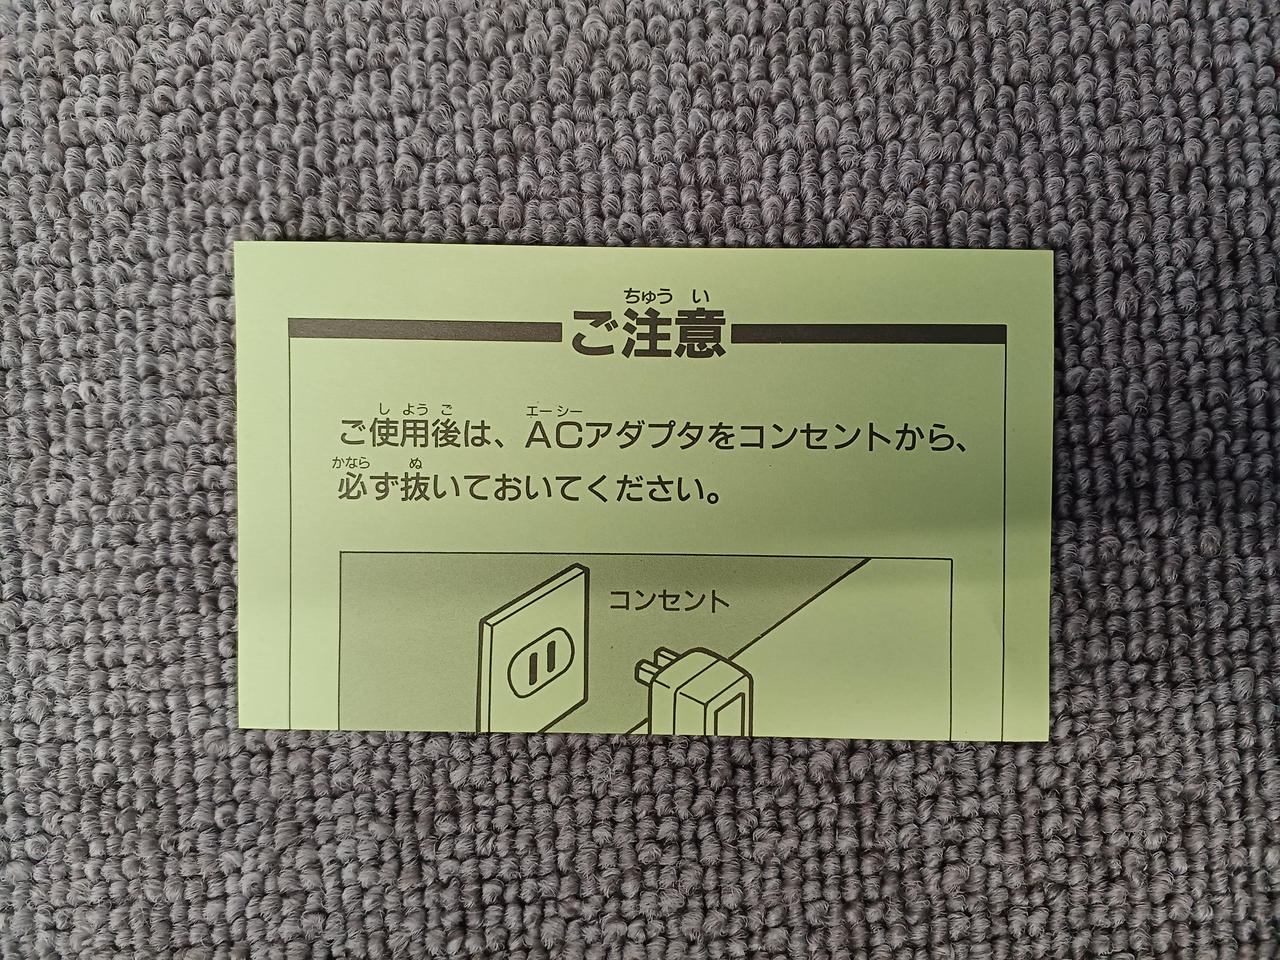 ちゅう い
ご注意
し よう ご エーシー
ご使用後は、ACアダプタをコンセントから、
かなら ぬ
必ず抜いておいてください。
コンセント